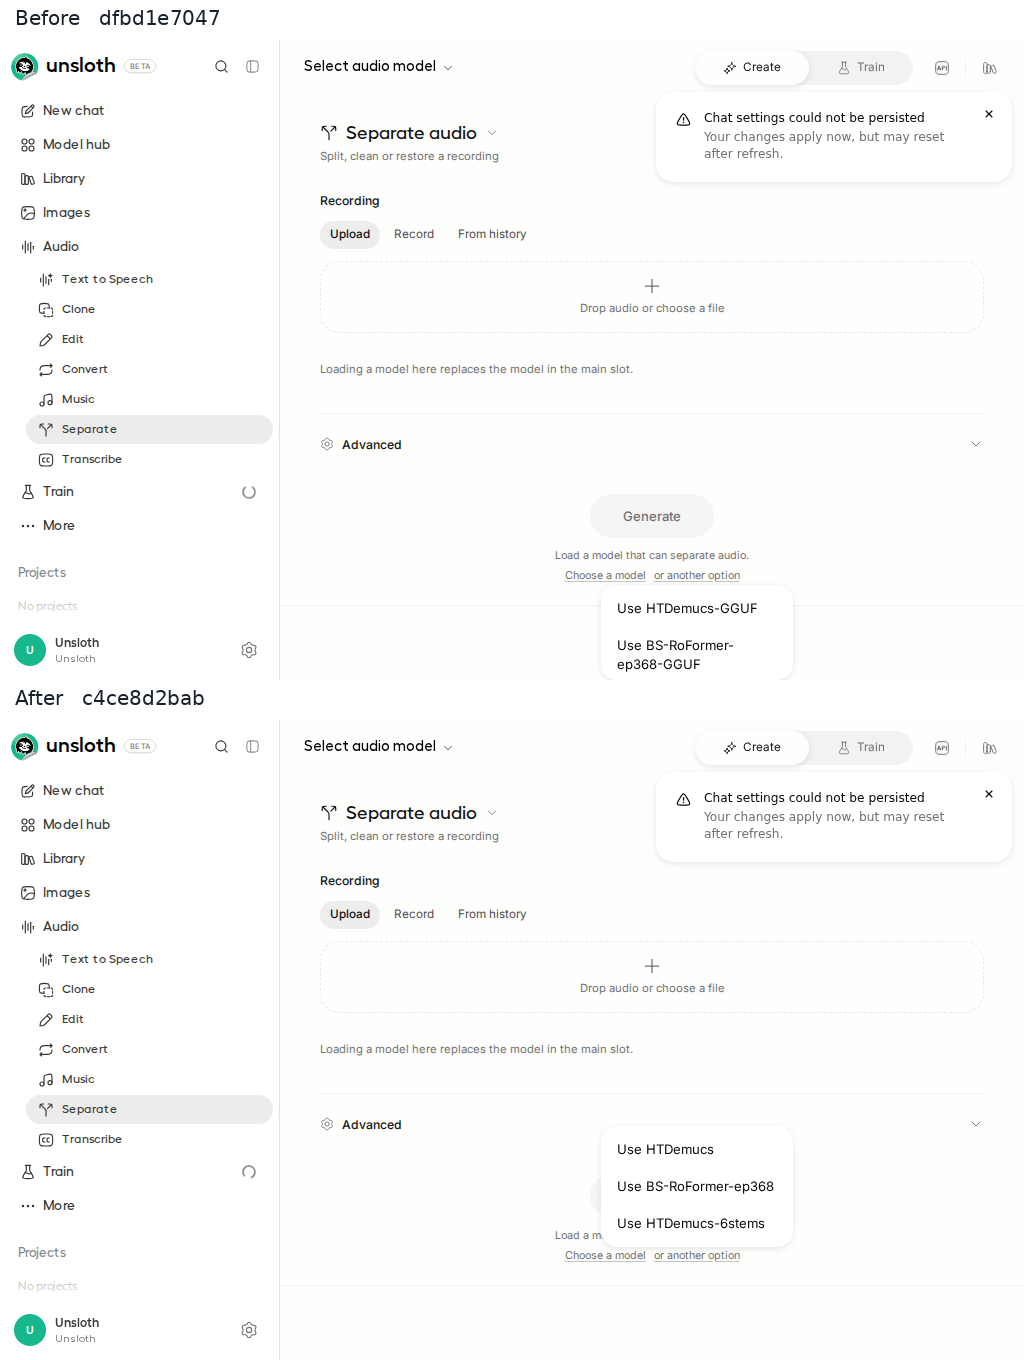 Before dfbd1e7047
unsloth BETA
Select audio model
Create
Train
API
New chat
Model hub
Library
Images
Audio
Text to Speech
Clone
Edit
Convert
Music
Separate
Transcribe
Train
More
Projects
No projects
U
Unsloth
Unsloth
Chat settings could not be persisted
Your changes apply now, but may reset
after refresh.
Separate audio
Split, clean or restore a recording
Recording
Upload Record From history
Drop audio or choose a file
Loading a model here replaces the model in the main slot.
Advanced
Generate
Load a model that can separate audio.
Choose a model or another option
Use HTDemucs-GGUF
Use BS-RoFormer-
ep368-GGUF
After c4ce8d2bab
unsloth BETA
Select audio model
Create
Train
API
New chat
Model hub
Library
Images
Audio
Text to Speech
Clone
Edit
Convert
Music
Separate
Transcribe
Train
More
Projects
No projects
U
Unsloth
Unsloth
Chat settings could not be persisted
Your changes apply now, but may reset
after refresh.
Separate audio
Split, clean or restore a recording
Recording
Upload Record From history
Drop audio or choose a file
Loading a model here replaces the model in the main slot.
Advanced
Use HTDemucs
Use BS-RoFormer-ep368
Use HTDemucs-6stems
Load a m
Choose a model or another option